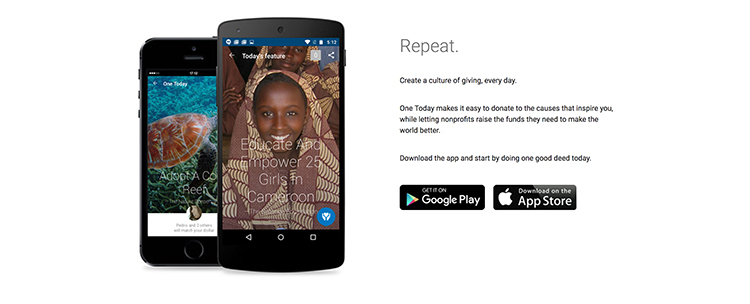 17:12
One Today
Adopt A Co
Reef
Pedro and 3 others
will match your dollar
5:12
Today's feature
Educate And
Empower 25
Girls In
Cameroon
Repeat.
Create a culture of giving, every day.
One Today makes it easy to donate to the causes that inspire you,
while letting nonprofits raise the funds they need to make the
world better.
Download the app and start by doing one good deed today.
GET IT ON
Google Play
Download on the
App Store